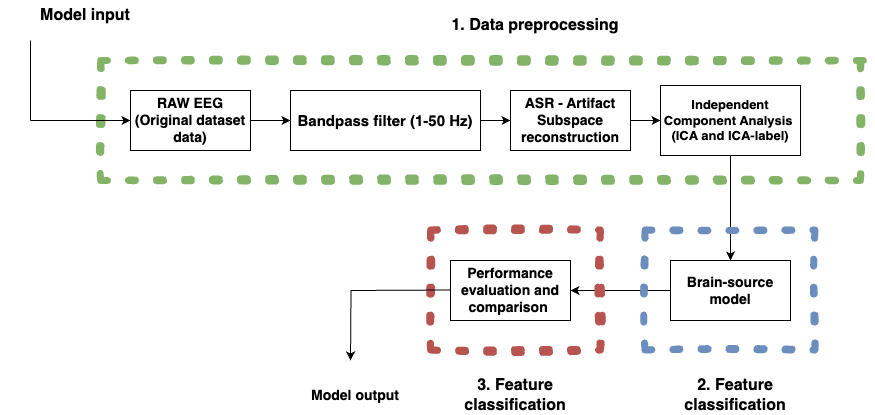 Model input
1. Data preprocessing
RAW EEG
(Original dataset
data)
Bandpass filter (1-50 Hz)
ASR - Artifact
Subspace
reconstruction
Independent
Component Analysis
(ICA and ICA-label)
Brain-source
model
Performance
evaluation and
comparison
Model output
3. Feature
classification
2. Feature
classification